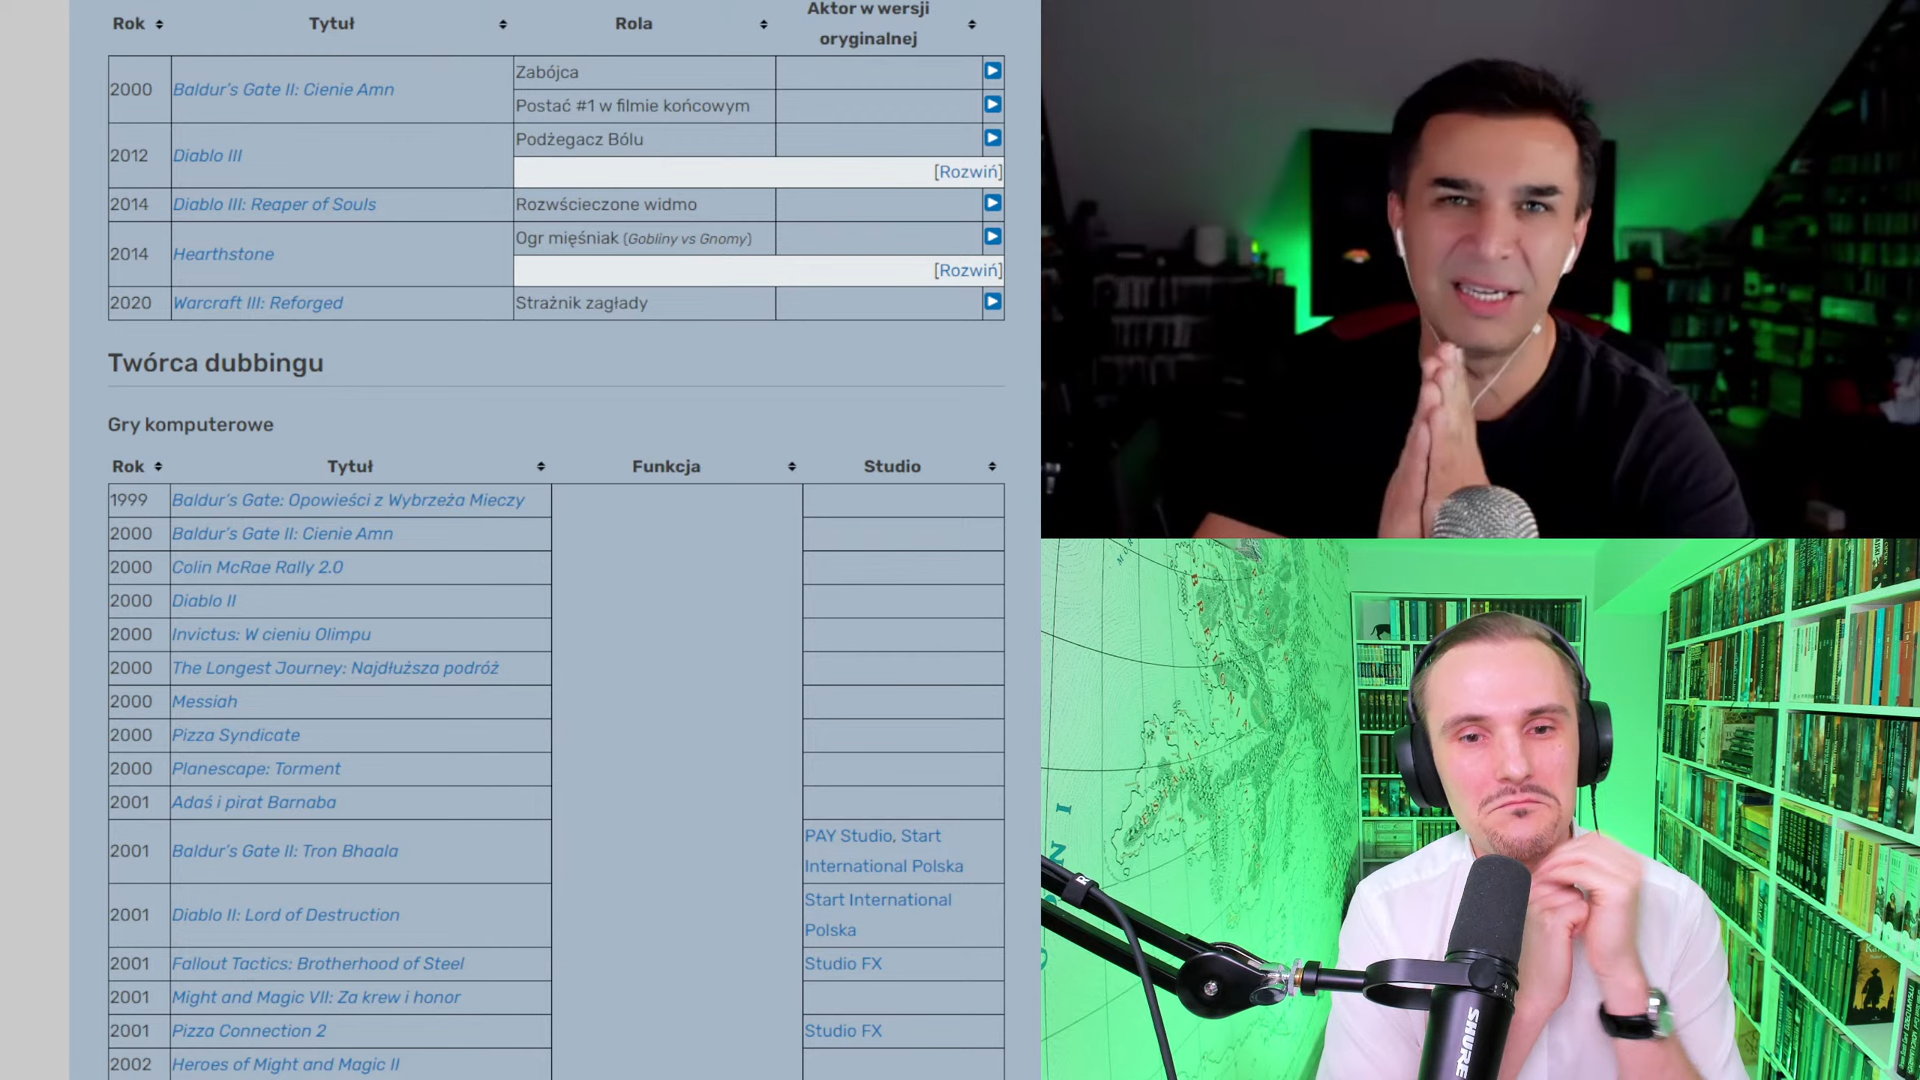 Rok Tytuł Rola Aktor w wersji oryginalnej
2000 Baldur's Gate II: Cienie Amn Zabójca
Postać #1 w filmie końcowym
2012 Diablo III Podżegacz Bólu
[Rozwiń]
2014 Diablo III: Reaper of Souls Rozwścieczone widmo
2014 Hearthstone Ogr mięśniak (Gobliny vs Gnomy)
[Rozwiń]
2020 Warcraft III: Reforged Strażnik zagłady
Twórca dubbingu
Gry komputerowe
Rok Tytuł Funkcja Studio
1999 Baldur's Gate: Opowieści z Wybrzeża Mieczy
2000 Baldur's Gate II: Cienie Amn
2000 Colin McRae Rally 2.0
2000 Diablo II
2000 Invictus: W cieniu Olimpu
2000 The Longest Journey: Najdłuższa podróż
2000 Messiah
2000 Pizza Syndicate
2000 Planescape: Torment
2001 Adaś i pirat Barnaba
2001 Baldur's Gate II: Tron Bhaala PAY Studio, Start International Polska
2001 Diablo II: Lord of Destruction Start International Polska
2001 Fallout Tactics: Brotherhood of Steel Studio FX
2001 Might and Magic VII: Za krew i honor
2001 Pizza Connection 2 Studio FX
2002 Heroes of Might and Magic II
SHURE